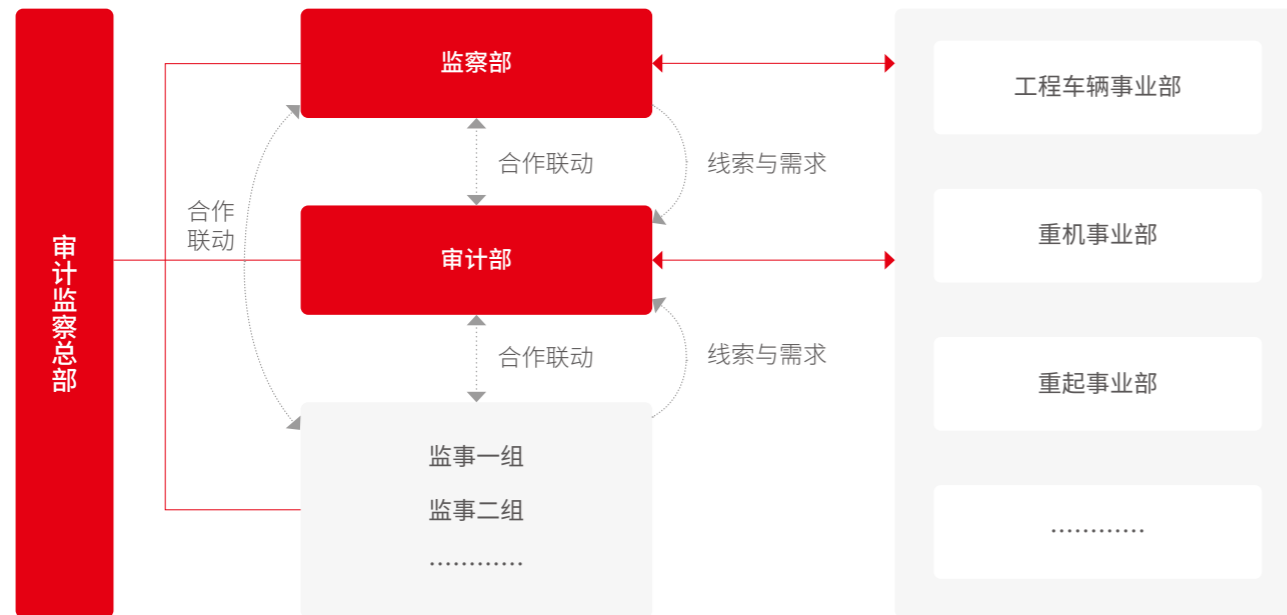 审计监察总部
监察部
合作联动
线索与需求
合作
联动
审计部
合作联动
线索与需求
监事一组
监事二组
…………
工程车辆事业部
重机事业部
重起事业部
…………